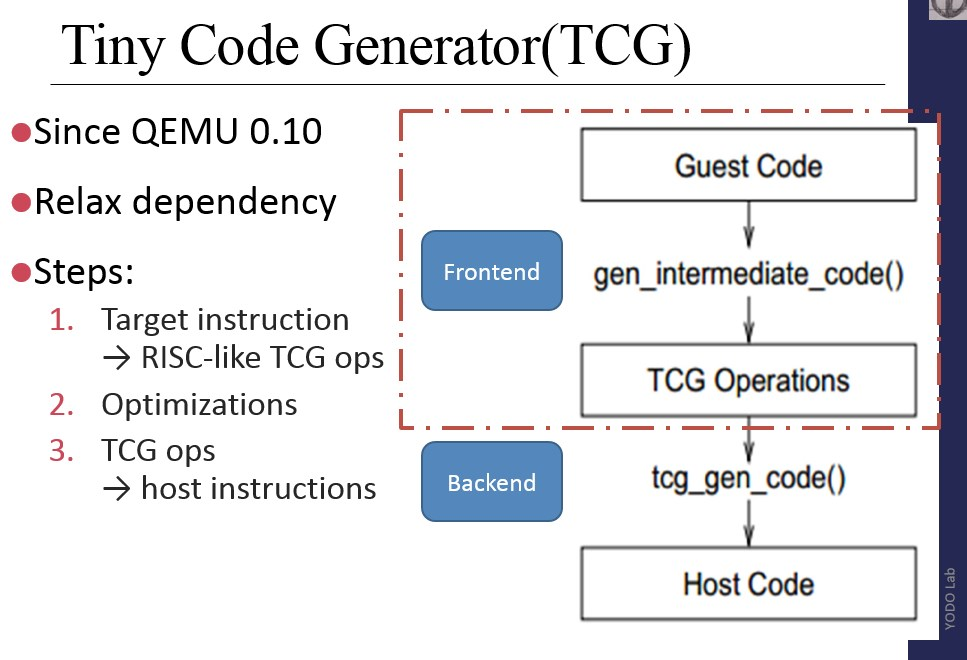 Tiny Code Generator(TCG)
●Since QEMU 0.10
●Relax dependency
●Steps:
1. Target instruction
→ RISC-like TCG ops
2. Optimizations
3. TCG ops
→ host instructions
Guest Code
Frontend
gen_intermediate_code()
TCG Operations
Backend
tcg_gen_code()
Host Code
YODO Lab